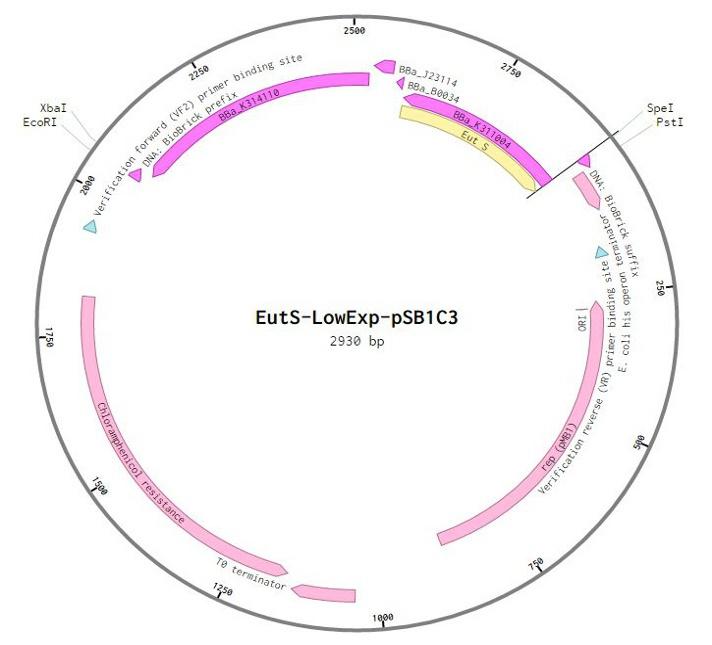 2500
2750
250
500
750
1000
1250
1500
1750
2000
2250
XbaI
EcoRI
SpeI
PstI
Verification forward (VF2) primer binding site
DNA: BioBrick prefix
BBa_K314110
BBa_J23114
BBa_B0034
BBa_K311004
Eut S
DNA: BioBrick suffix
E. coli his operon terminator
Verification reverse (VR) primer binding site
ORI
rep (pMB1)
T0 terminator
Chloramphenicol resistance
EutS-LowExp-pSB1C3
2930 bp